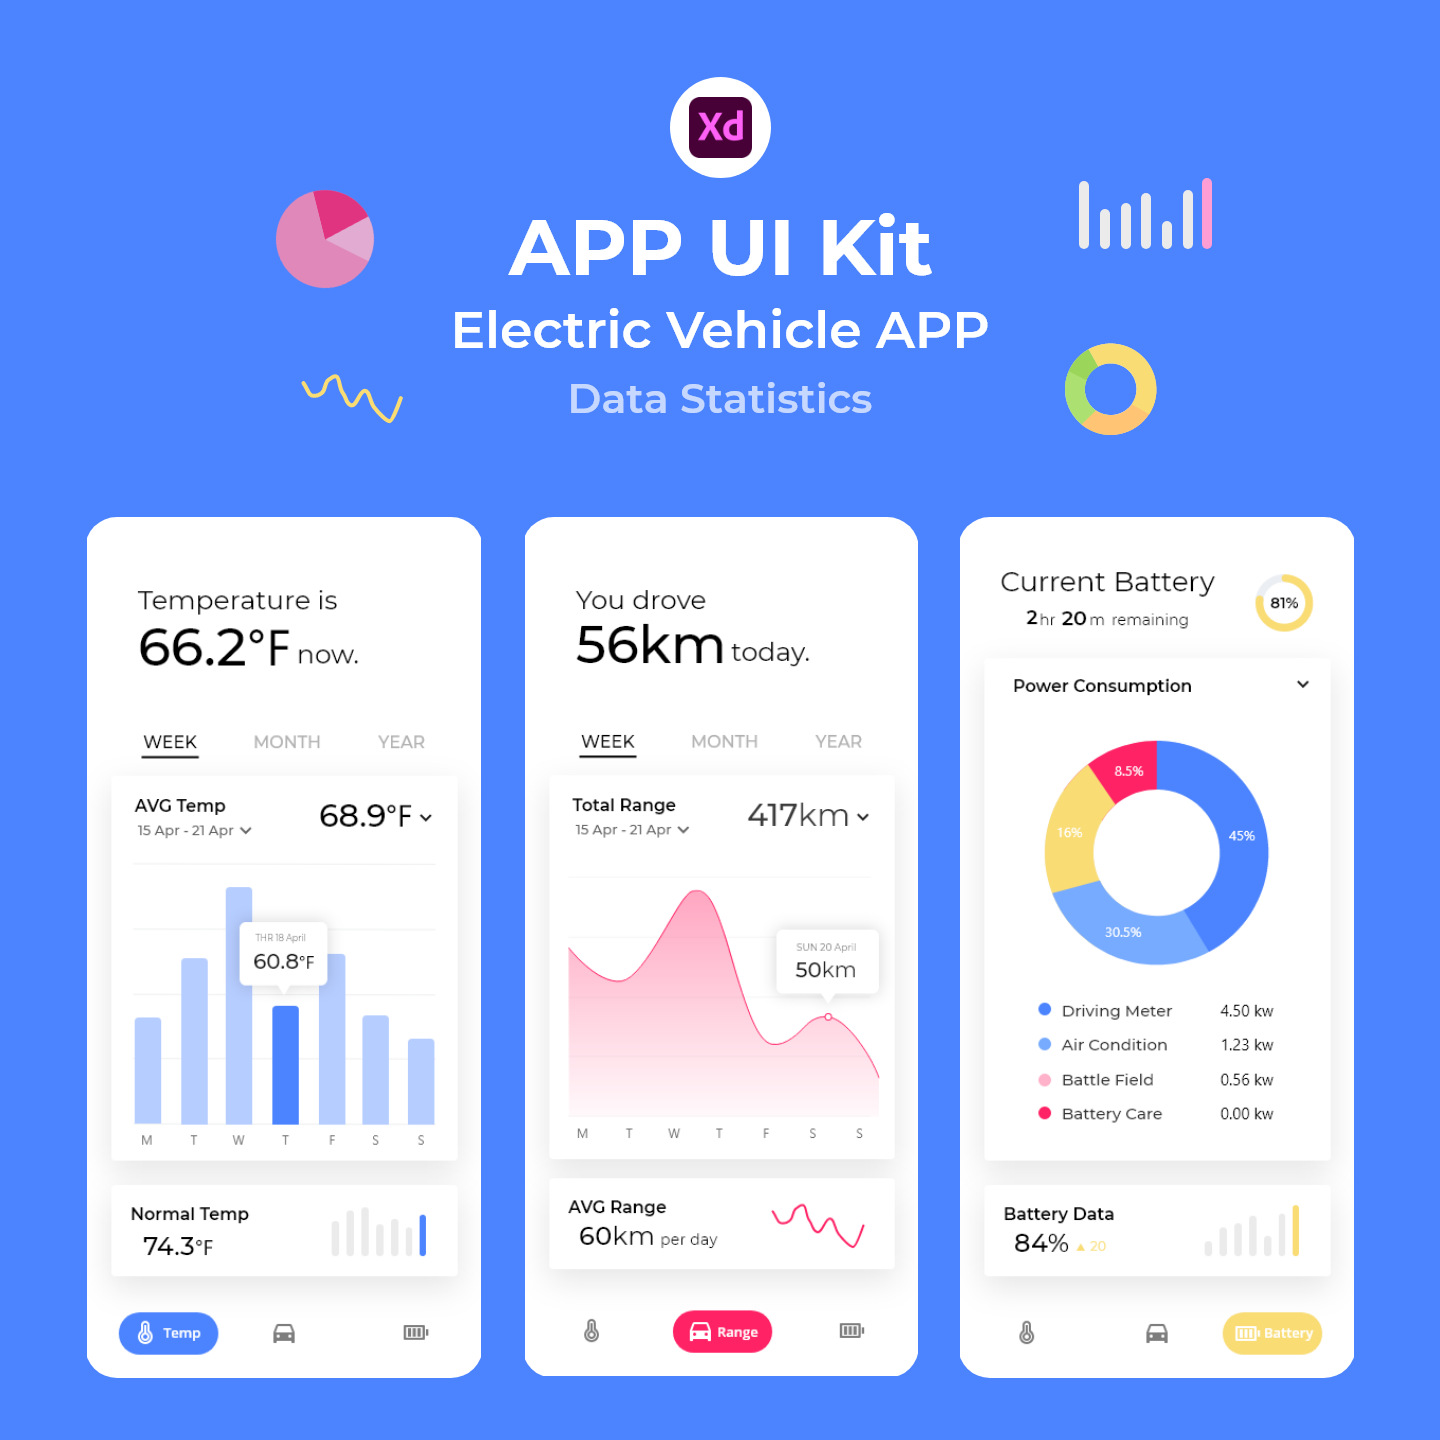 Xd
APP UI Kit
Electric Vehicle APP
Data Statistics
Temperature is
66.2°F now.
WEEK MONTH YEAR
AVG Temp
68.9°F
15 Apr - 21 Apr
THR 18 April
60.8°F
M T W T F S S
Normal Temp
74.3°F
Temp
You drove
56km today.
WEEK MONTH YEAR
Total Range
417km
15 Apr - 21 Apr
SUN 20 April
50km
M T W T F S S
AVG Range
60km per day
Range
Current Battery
2hr 20m remaining
81%
Power Consumption
8.5%
16%
45%
30.5%
Driving Meter 4.50 kw
Air Condition 1.23 kw
Battle Field 0.56 kw
Battery Care 0.00 kw
Battery Data
84% ▲ 20
Battery